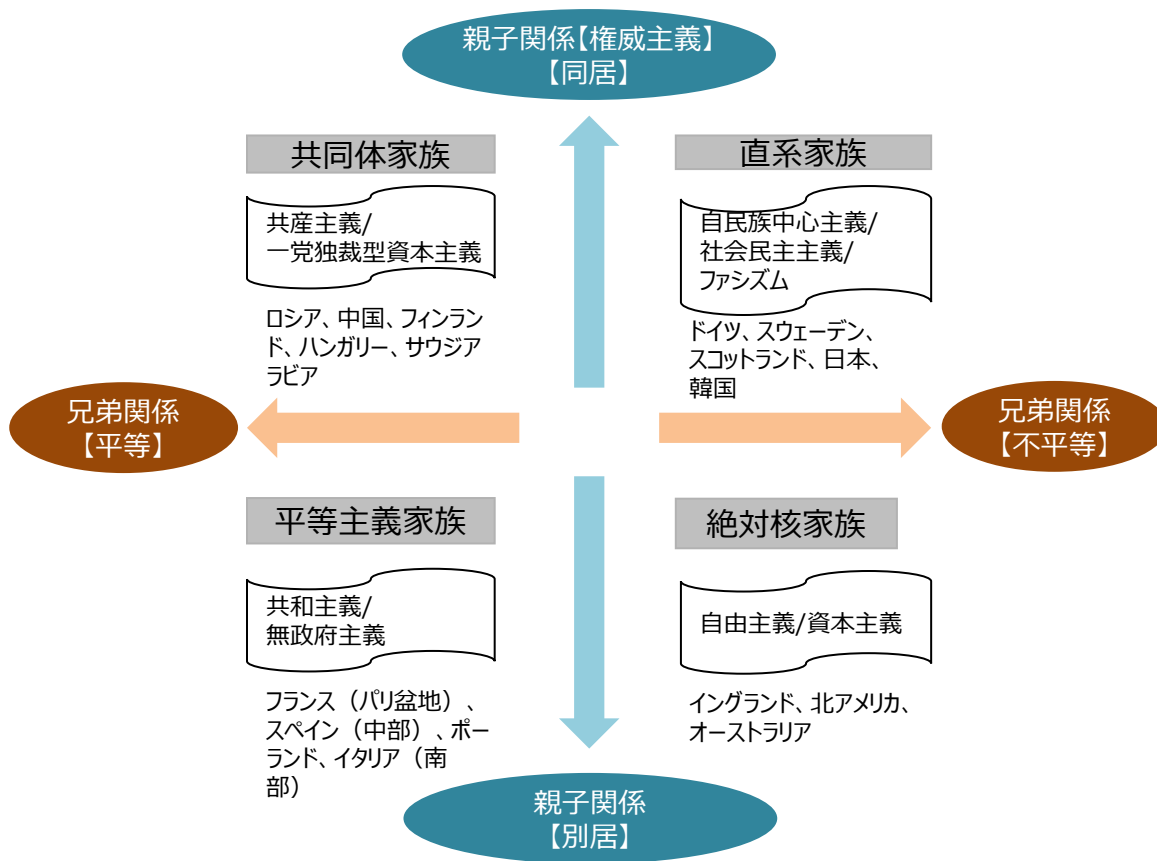 親子関係【権威主義】
【同居】
共同体家族
共産主義/
一党独裁型資本主義
ロシア、中国、フィンラン
ド、ハンガリー、サウジア
ラビア
直系家族
自民族中心主義/
社会民主主義/
ファシズム
ドイツ、スウェーデン、
スコットランド、日本、
韓国
兄弟関係
【平等】
兄弟関係
【不平等】
平等主義家族
共和主義/
無政府主義
フランス（パリ盆地）、
スペイン（中部）、ポー
ランド、イタリア（南
部）
絶対核家族
自由主義/資本主義
イングランド、北アメリカ、
オーストラリア
親子関係
【別居】